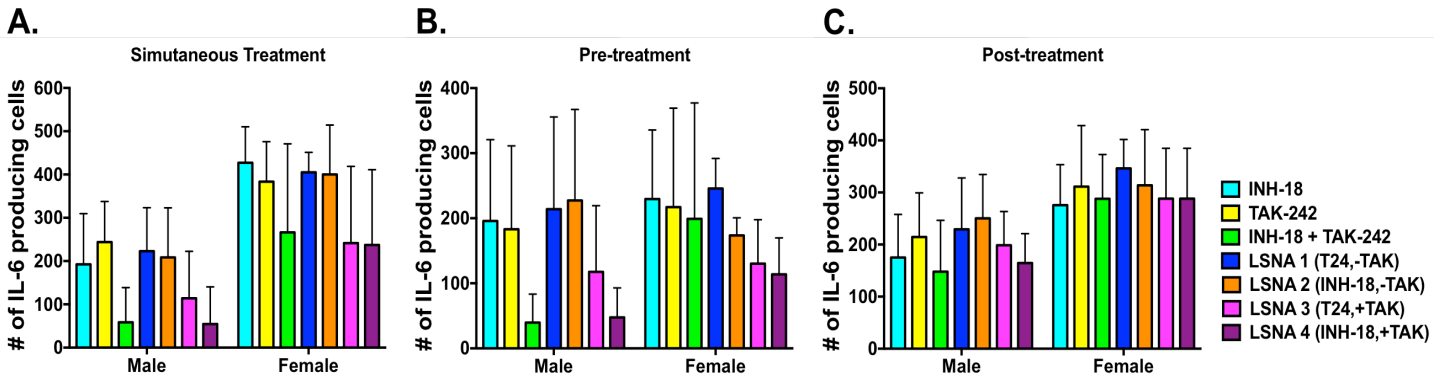 A.
Simutaneous Treatment
# of IL-6 producing cells
600
500
400
300
200
100
0
Male
Female
B.
Pre-treatment
# of IL-6 producing cells
400
300
200
100
0
Male
Female
C.
Post-treatment
# of IL-6 producing cells
500
400
300
200
100
0
Male
Female
INH-18
TAK-242
INH-18 + TAK-242
LSNA 1 (T24,-TAK)
LSNA 2 (INH-18,-TAK)
LSNA 3 (T24,+TAK)
LSNA 4 (INH-18,+TAK)